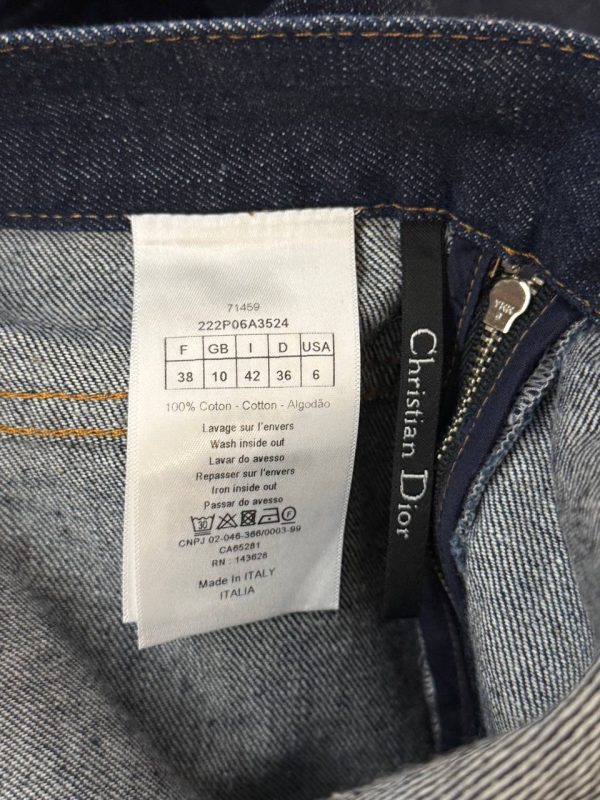 71459
222P06A3524
F GB I D USA
38 10 42 36 6
100% Coton - Cotton - Algodão
Lavage sur l'envers
Wash inside out
Lavar do avesso
Repasser sur l'envers
Iron inside out
Passar do avesso
30 F
CNPJ 02-046-366/0003-99
CA65281
RN : 143628
Made In ITALY
ITALIA
Christian Dior
YKK